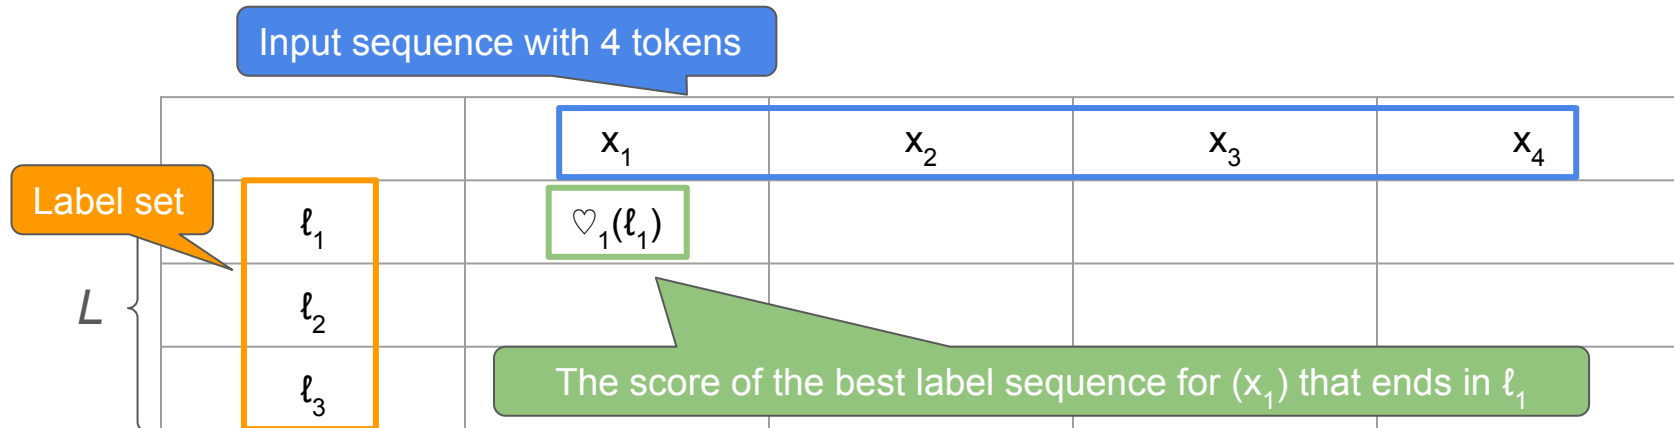 Input sequence with 4 tokens
x₁ x₂ x₃ x₄
Label set
ℓ₁ ♡₁(ℓ₁)
L ℓ₂
ℓ₃ The score of the best label sequence for (x₁) that ends in ℓ₁